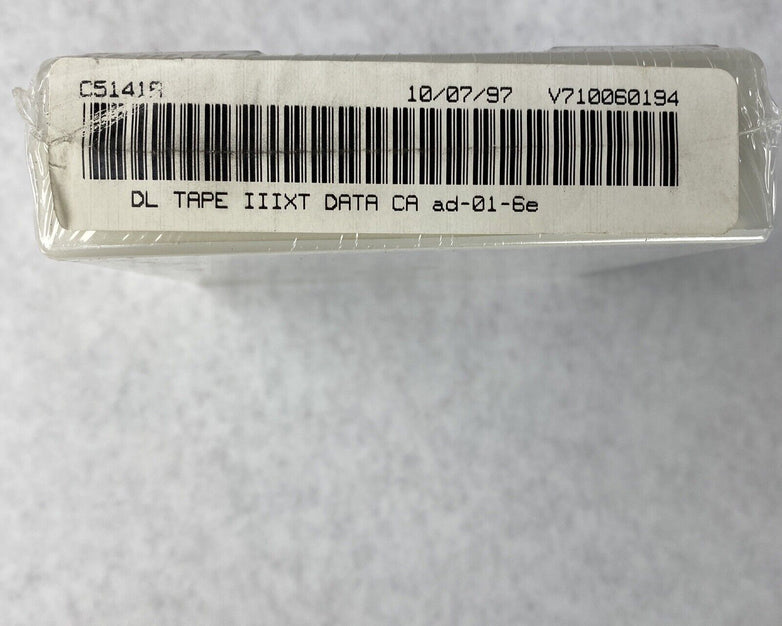 C5141A 10/07/97 V710060194
DL TAPE IIIXT DATA CA ad-01-6e